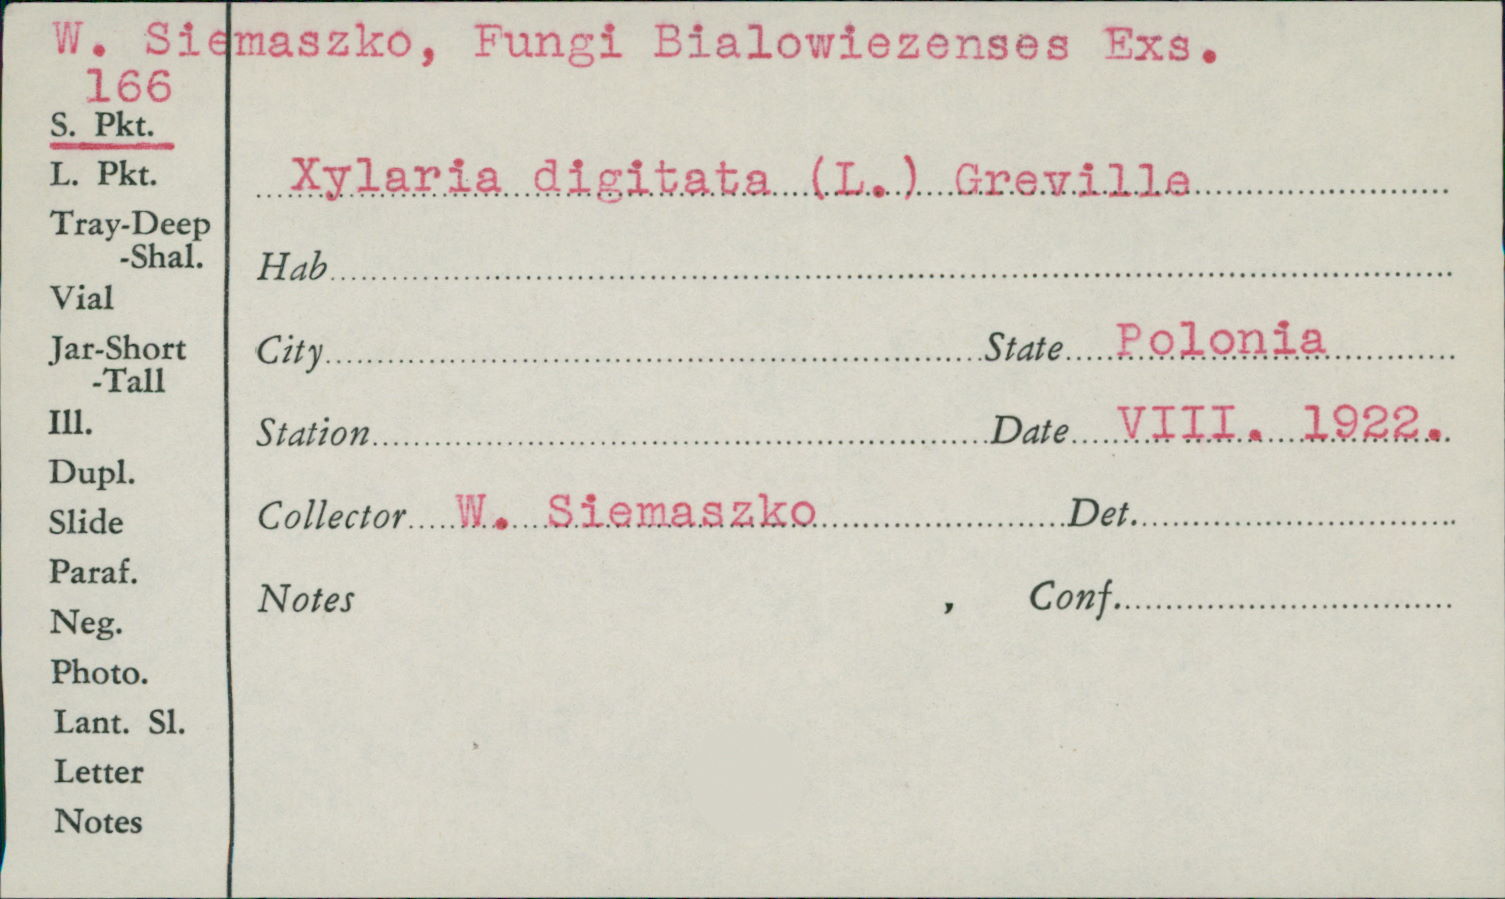 W. Siemaszko, Fungi Bialowiezenses Exs.
166
S. Pkt.
L. Pkt.
Tray-Deep
-Shal.
Vial
Jar-Short
-Tall
Ill.
Dupl.
Slide
Paraf.
Neg.
Photo.
Lant. Sl.
Letter
Notes
Xylaria digitata (L.) Greville
Hab
City State Polonia
Station Date VIII. 1922.
Collector W. Siemaszko Det.
Notes , Conf.